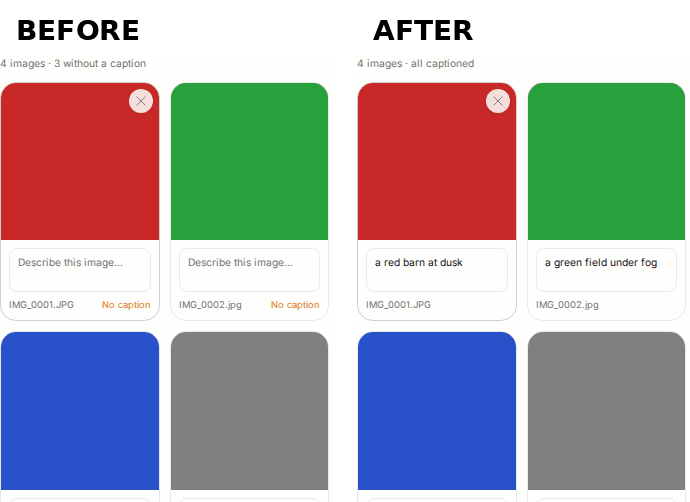 BEFORE
4 images · 3 without a caption
Describe this image...
IMG_0001.JPG No caption
Describe this image...
IMG_0002.jpg No caption
AFTER
4 images · all captioned
a red barn at dusk
IMG_0001.JPG
a green field under fog
IMG_0002.jpg